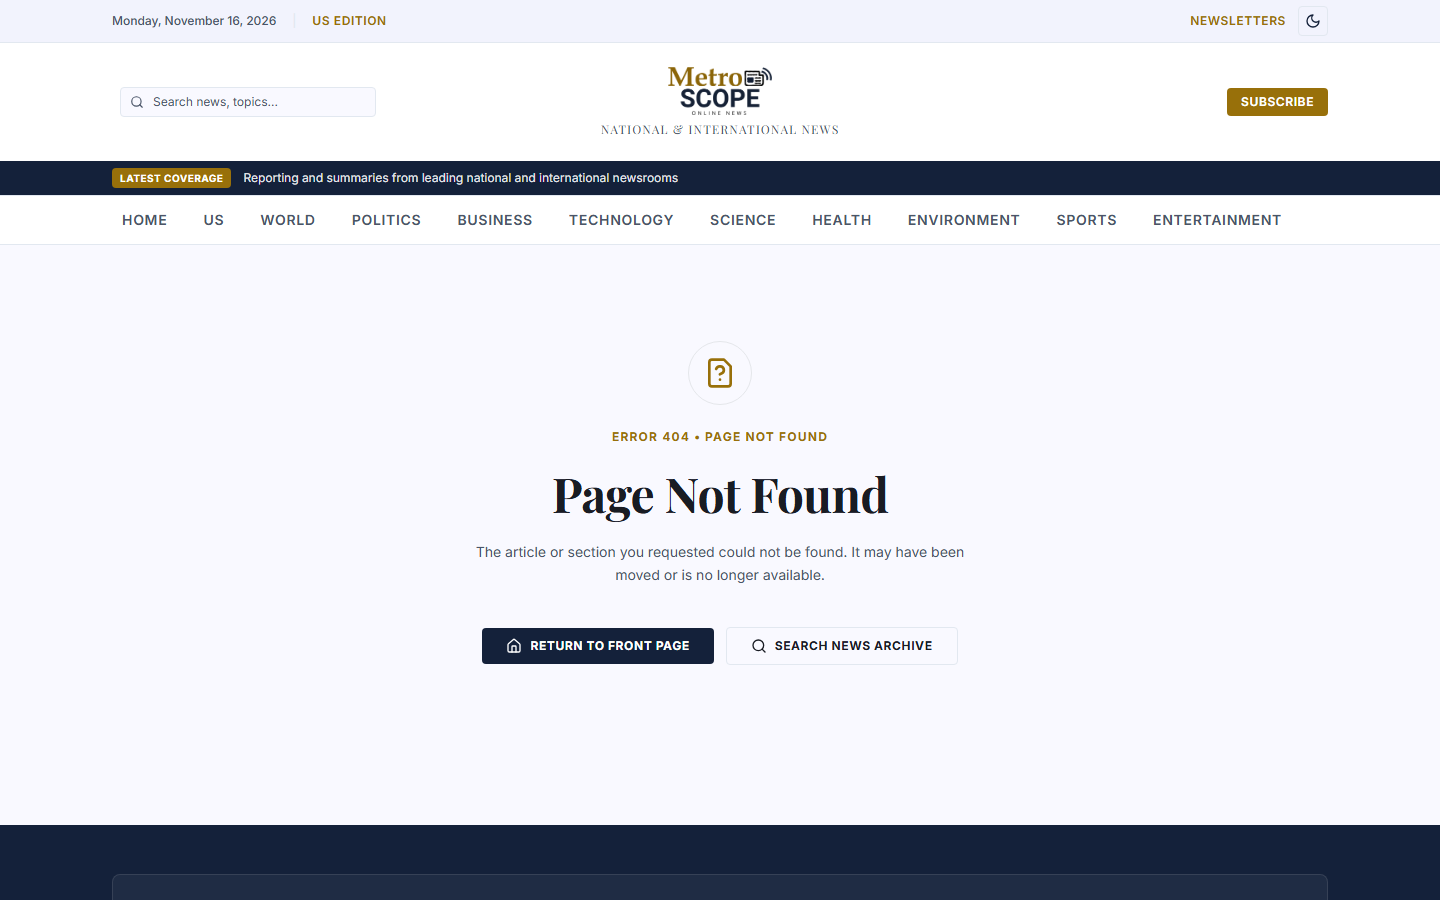 Monday, November 16, 2026
US EDITION
NEWSLETTERS
Search news, topics...
Metro
SCOPE
ONLINE NEWS
NATIONAL & INTERNATIONAL NEWS
SUBSCRIBE
LATEST COVERAGE
Reporting and summaries from leading national and international newsrooms
HOME US WORLD POLITICS BUSINESS TECHNOLOGY SCIENCE HEALTH ENVIRONMENT SPORTS ENTERTAINMENT
ERROR 404 • PAGE NOT FOUND
Page Not Found
The article or section you requested could not be found. It may have been
moved or is no longer available.
RETURN TO FRONT PAGE
SEARCH NEWS ARCHIVE